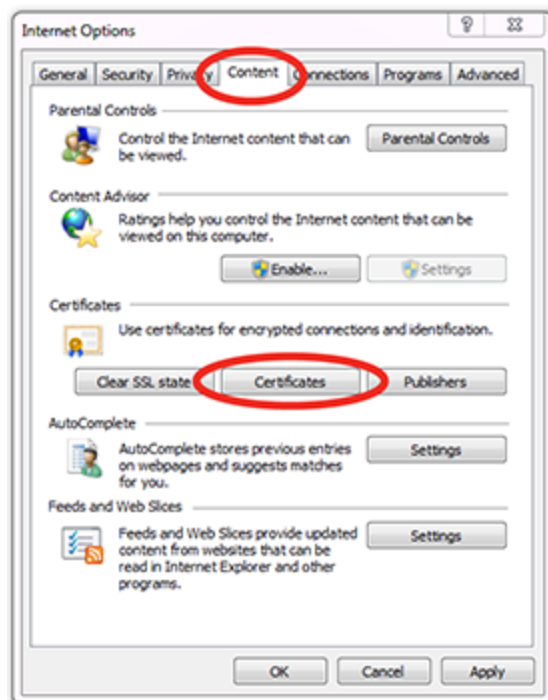 Internet Options
General Security Privacy Content Connections Programs Advanced
Parental Controls
Control the Internet content that can
be viewed.
Parental Controls
Content Advisor
Ratings help you control the Internet content that can be
viewed on this computer.
Enable... Settings
Certificates
Use certificates for encrypted connections and identification.
Clear SSL state Certificates Publishers
AutoComplete
AutoComplete stores previous entries
on webpages and suggests matches
for you.
Settings
Feeds and Web Slices
Feeds and Web Slices provide updated
content from websites that can be
read in Internet Explorer and other
programs.
Settings
OK Cancel Apply